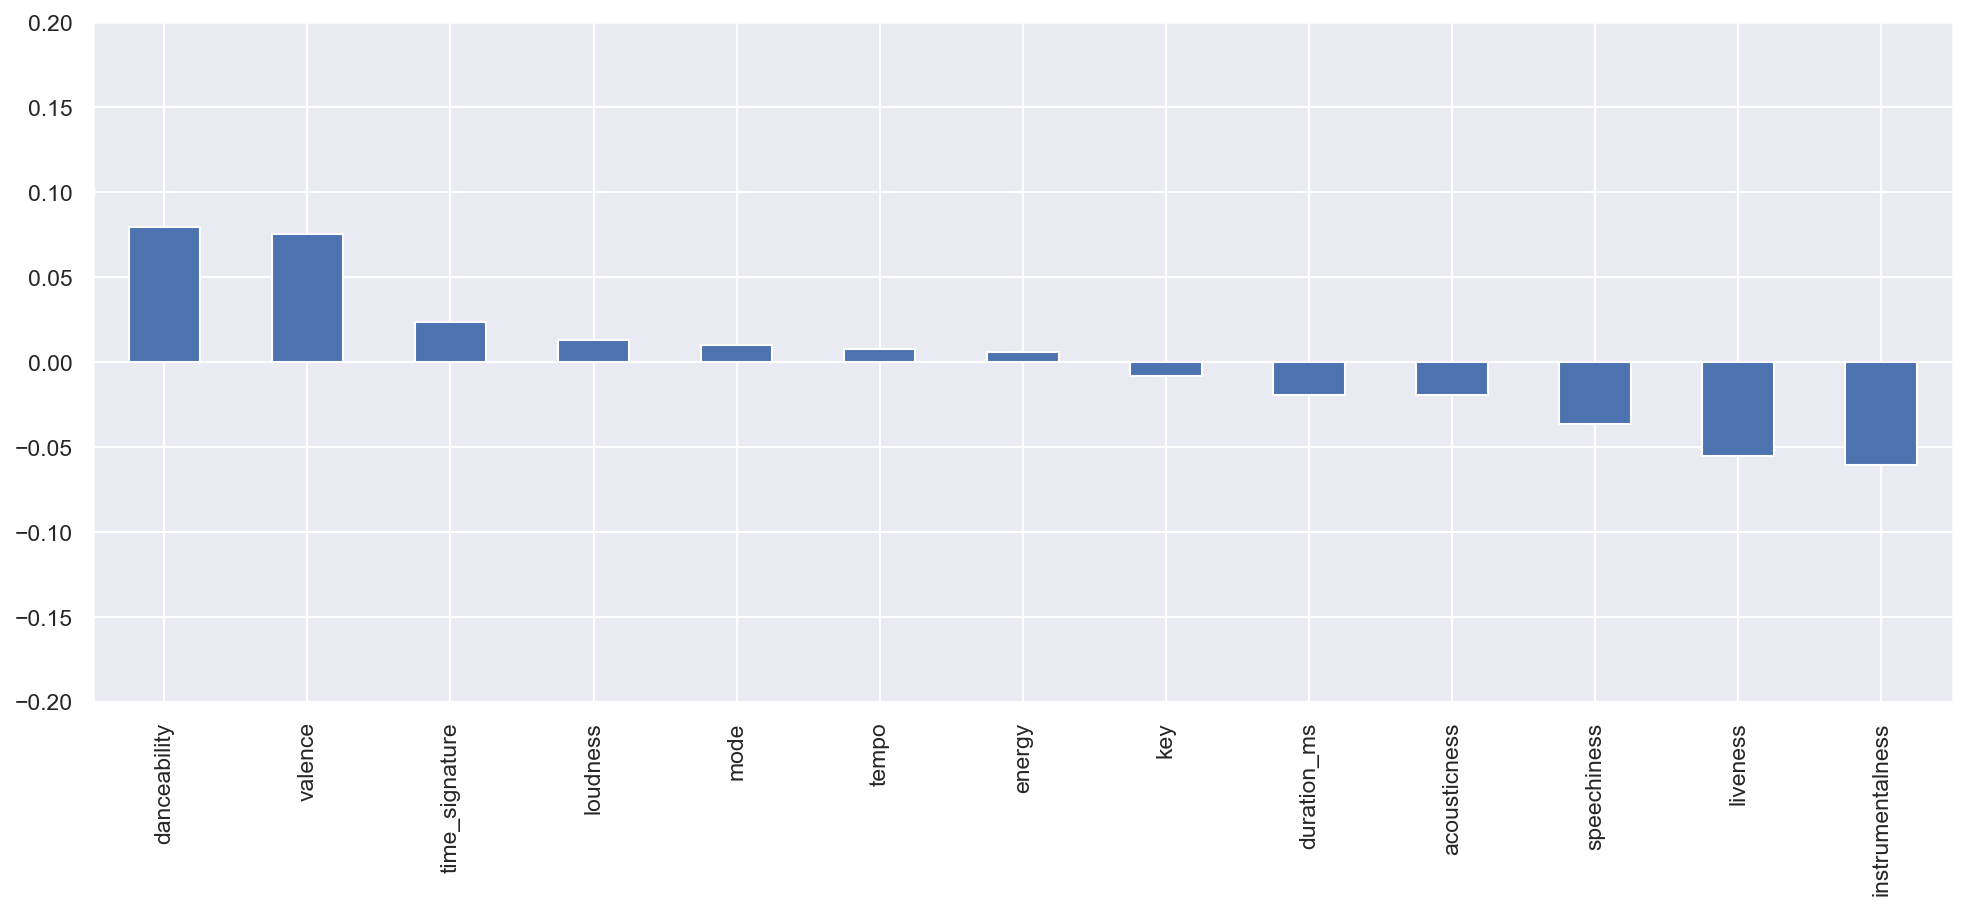 0.20
0.15
0.10
0.05
0.00
−0.05
−0.10
−0.15
−0.20
danceability
valence
time_signature
loudness
mode
tempo
energy
key
duration_ms
acousticness
speechiness
liveness
instrumentalness